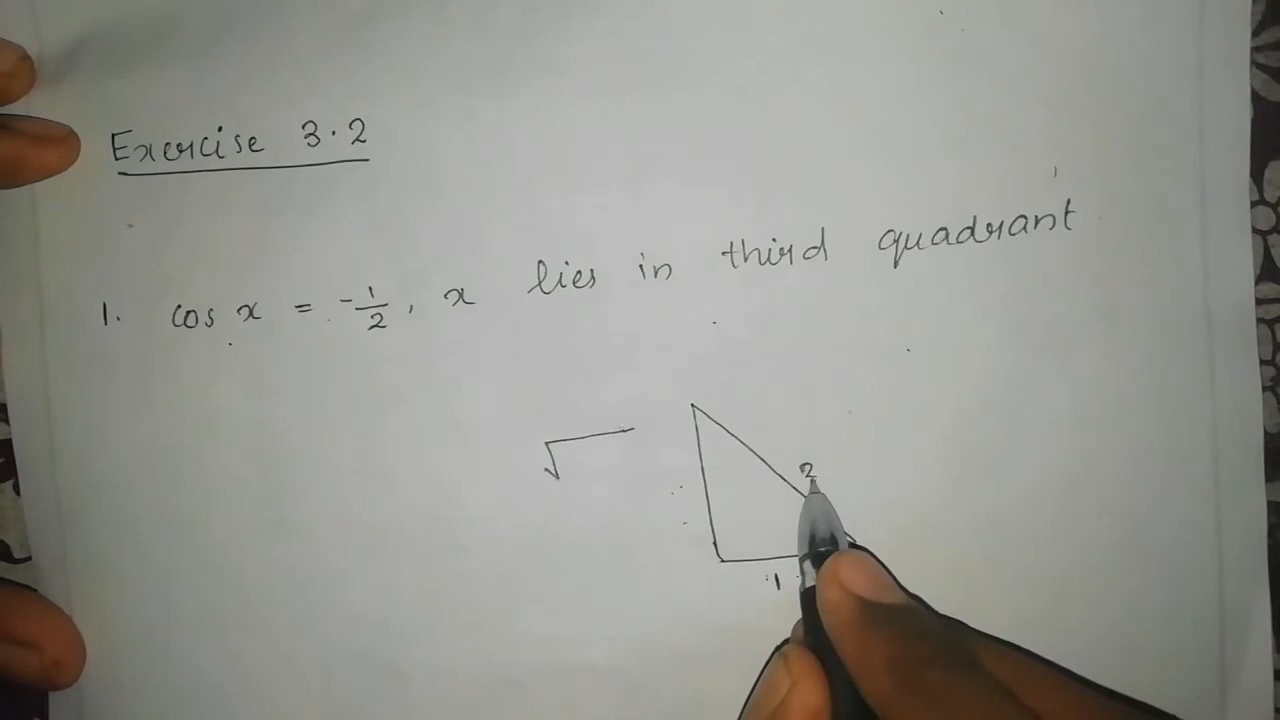 Exercise 3.2
1. cos x = -1/2, x lies in third quadrant
√
2
1